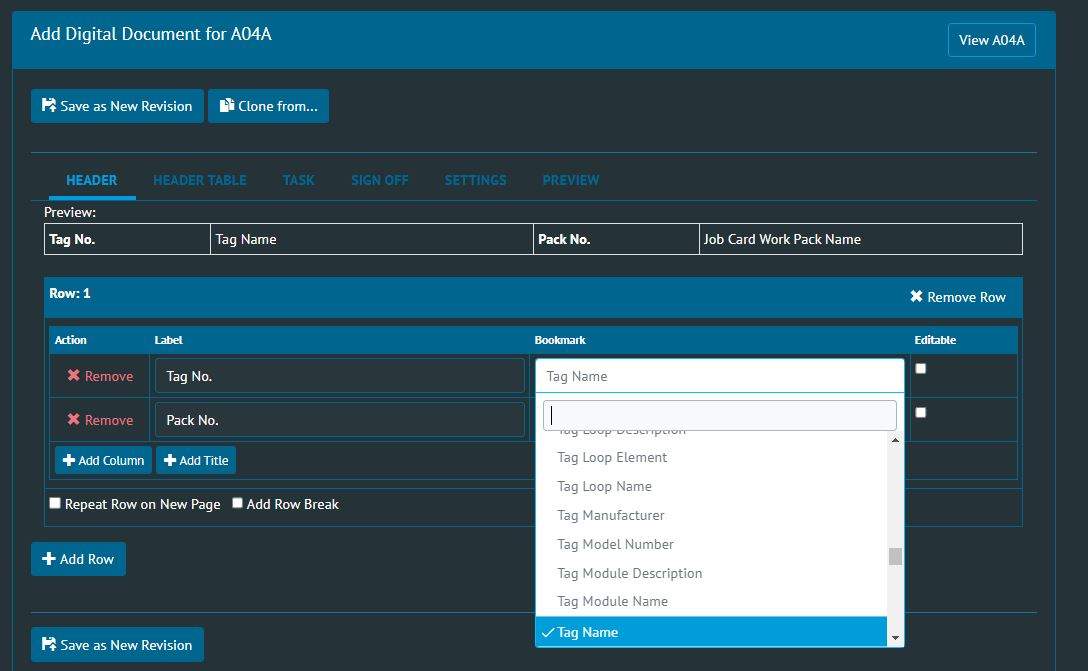 Add Digital Document for A04A
View A04A
Save as New Revision
Clone from...
HEADER HEADER TABLE TASK SIGN OFF SETTINGS PREVIEW
Preview:
Tag No. Tag Name Pack No. Job Card Work Pack Name
Row: 1
Remove Row
Action Label Bookmark Editable
Remove Tag No. Tag Name
Remove Pack No.
Tag Loop Description
Tag Loop Element
Tag Loop Name
Tag Manufacturer
Tag Model Number
Tag Module Description
Tag Module Name
Tag Name
Add Column Add Title
Repeat Row on New Page Add Row Break
Add Row
Save as New Revision